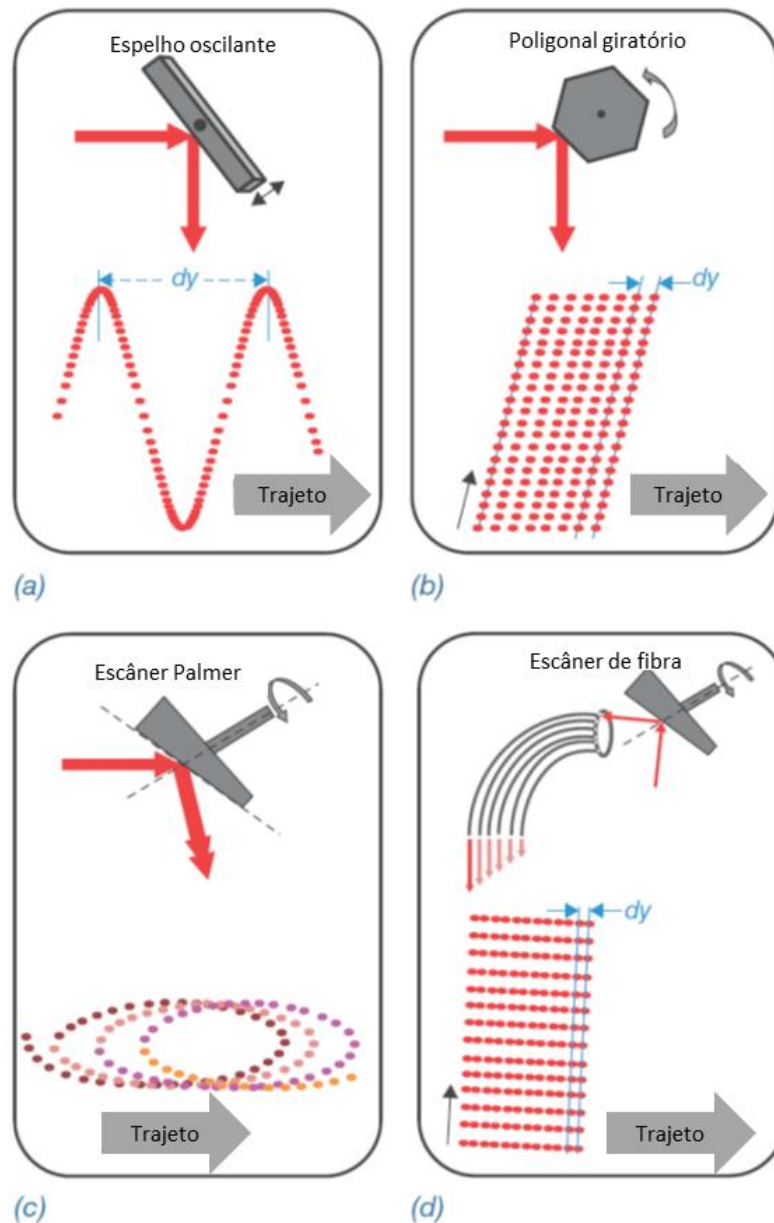 Espelho oscilante
dy
Trajeto
(a)
Poligonal giratório
dy
Trajeto
(b)
Escâner Palmer
Trajeto
(c)
Escâner de fibra
dy
Trajeto
(d)